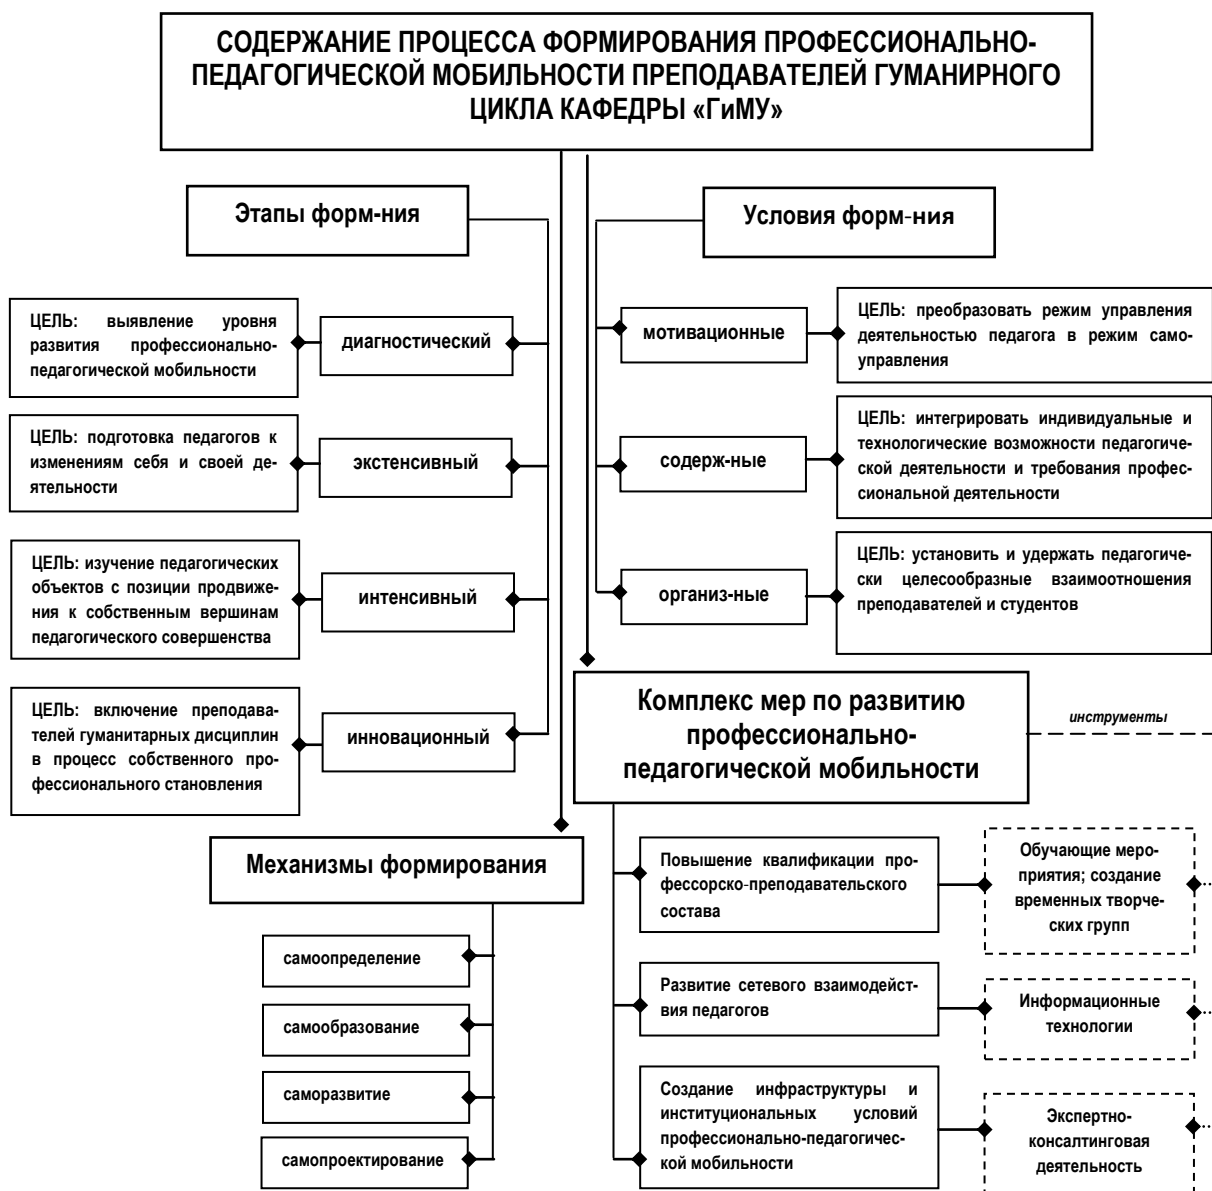 СОДЕРЖАНИЕ ПРОЦЕССА ФОРМИРОВАНИЯ ПРОФЕССИОНАЛЬНО-
ПЕДАГОГИЧЕСКОЙ МОБИЛЬНОСТИ ПРЕПОДАВАТЕЛЕЙ ГУМАНИРНОГО
ЦИКЛА КАФЕДРЫ «ГиМУ»
Этапы форм-ния
ЦЕЛЬ: выявление уровня
развития профессионально-
педагогической мобильности
диагностический
ЦЕЛЬ: подготовка педагогов к
изменениям себя и своей де-
ятельности
экстенсивный
ЦЕЛЬ: изучение педагогических
объектов с позиции продвиже-
ния к собственным вершинам
педагогического совершенства
интенсивный
ЦЕЛЬ: включение преподава-
телей гуманитарных дисциплин
в процесс собственного про-
фессионального становления
инновационный
Условия форм-ния
мотивационные
ЦЕЛЬ: преобразовать режим управления
деятельностью педагога в режим само-
управления
содерж-ные
ЦЕЛЬ: интегрировать индивидуальные и
технологические возможности педагогиче-
ской деятельности и требования профес-
сиональной деятельности
организ-ные
ЦЕЛЬ: установить и удержать педагогиче-
ски целесообразные взаимоотношения
преподавателей и студентов
Комплекс мер по развитию
профессионально-
педагогической мобильности
инструменты
Механизмы формирования
самоопределение
самообразование
саморазвитие
самопроектирование
Повышение квалификации про-
фессорско-преподавательского
состава
Обучающие меро-
приятия; создание
временных творче-
ских групп
Развитие сетевого взаимодейст-
вия педагогов
Информационные
технологии
Создание инфраструктуры и
институциональных условий
профессионально-педагогичес-
кой мобильности
Экспертно-
консалтинговая
деятельность